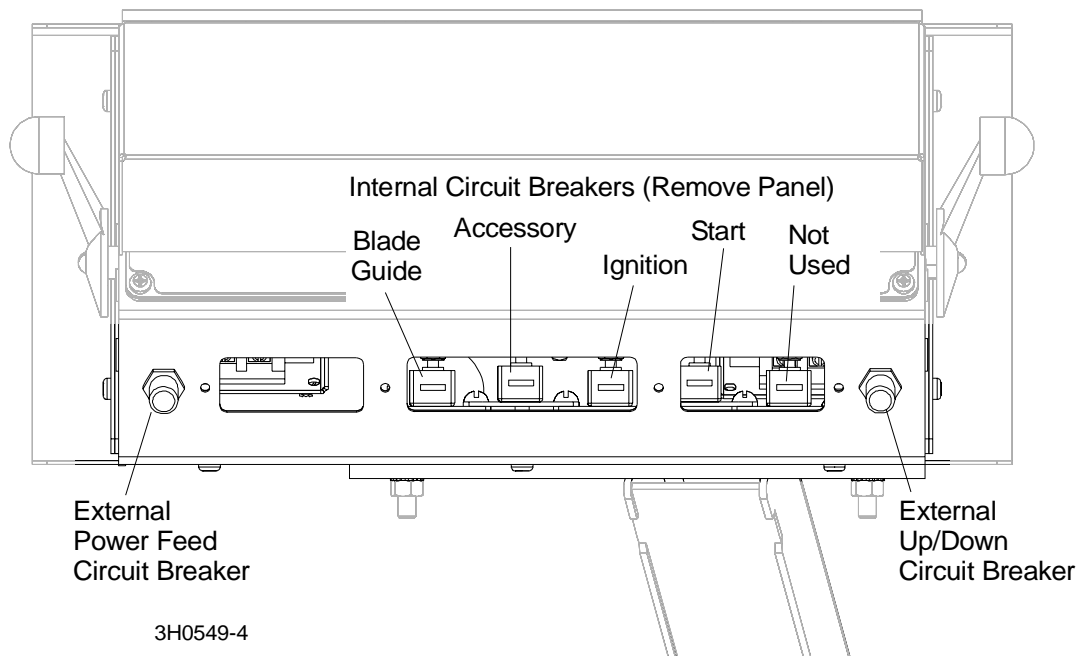 Internal Circuit Breakers (Remove Panel)
Blade
Guide
Accessory
Ignition
Start
Not
Used
External
Power Feed
Circuit Breaker
External
Up/Down
Circuit Breaker
3H0549-4